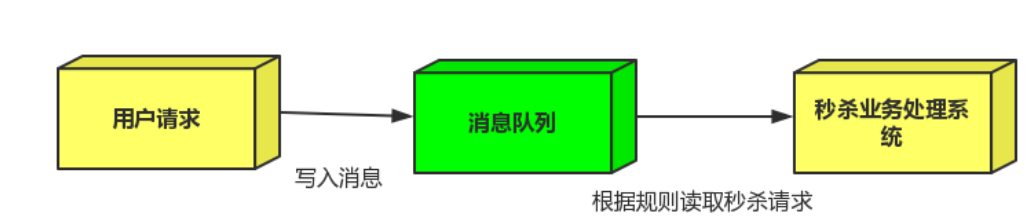 用户请求
消息队列
秒杀业务处理系
统
写入消息
根据规则读取秒杀请求